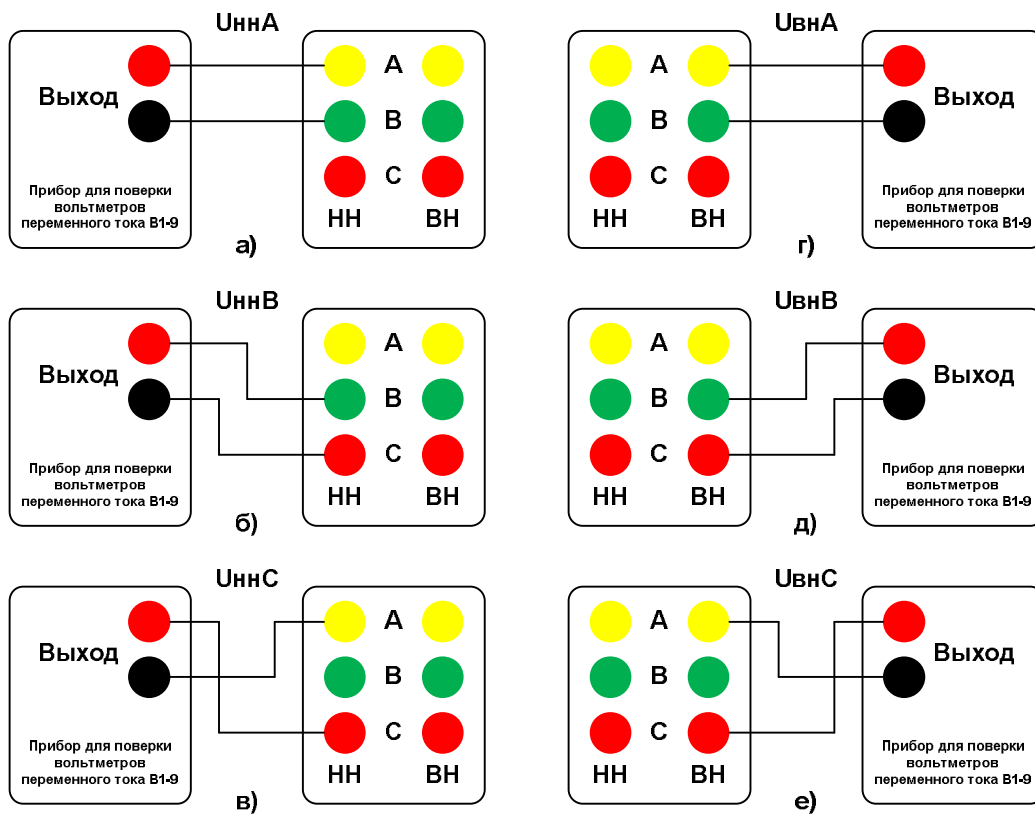 UннA
Выход
Прибор для поверки
вольтметров
переменного тока В1-9
A
B
C
НН ВН
а)
UвнA
A
B
C
НН ВН
Выход
Прибор для поверки
вольтметров
переменного тока В1-9
г)
UннB
Выход
Прибор для поверки
вольтметров
переменного тока В1-9
A
B
C
НН ВН
б)
UвнB
A
B
C
НН ВН
Выход
Прибор для поверки
вольтметров
переменного тока В1-9
д)
UннC
Выход
Прибор для поверки
вольтметров
переменного тока В1-9
A
B
C
НН ВН
в)
UвнC
A
B
C
НН ВН
Выход
Прибор для поверки
вольтметров
переменного тока В1-9
е)